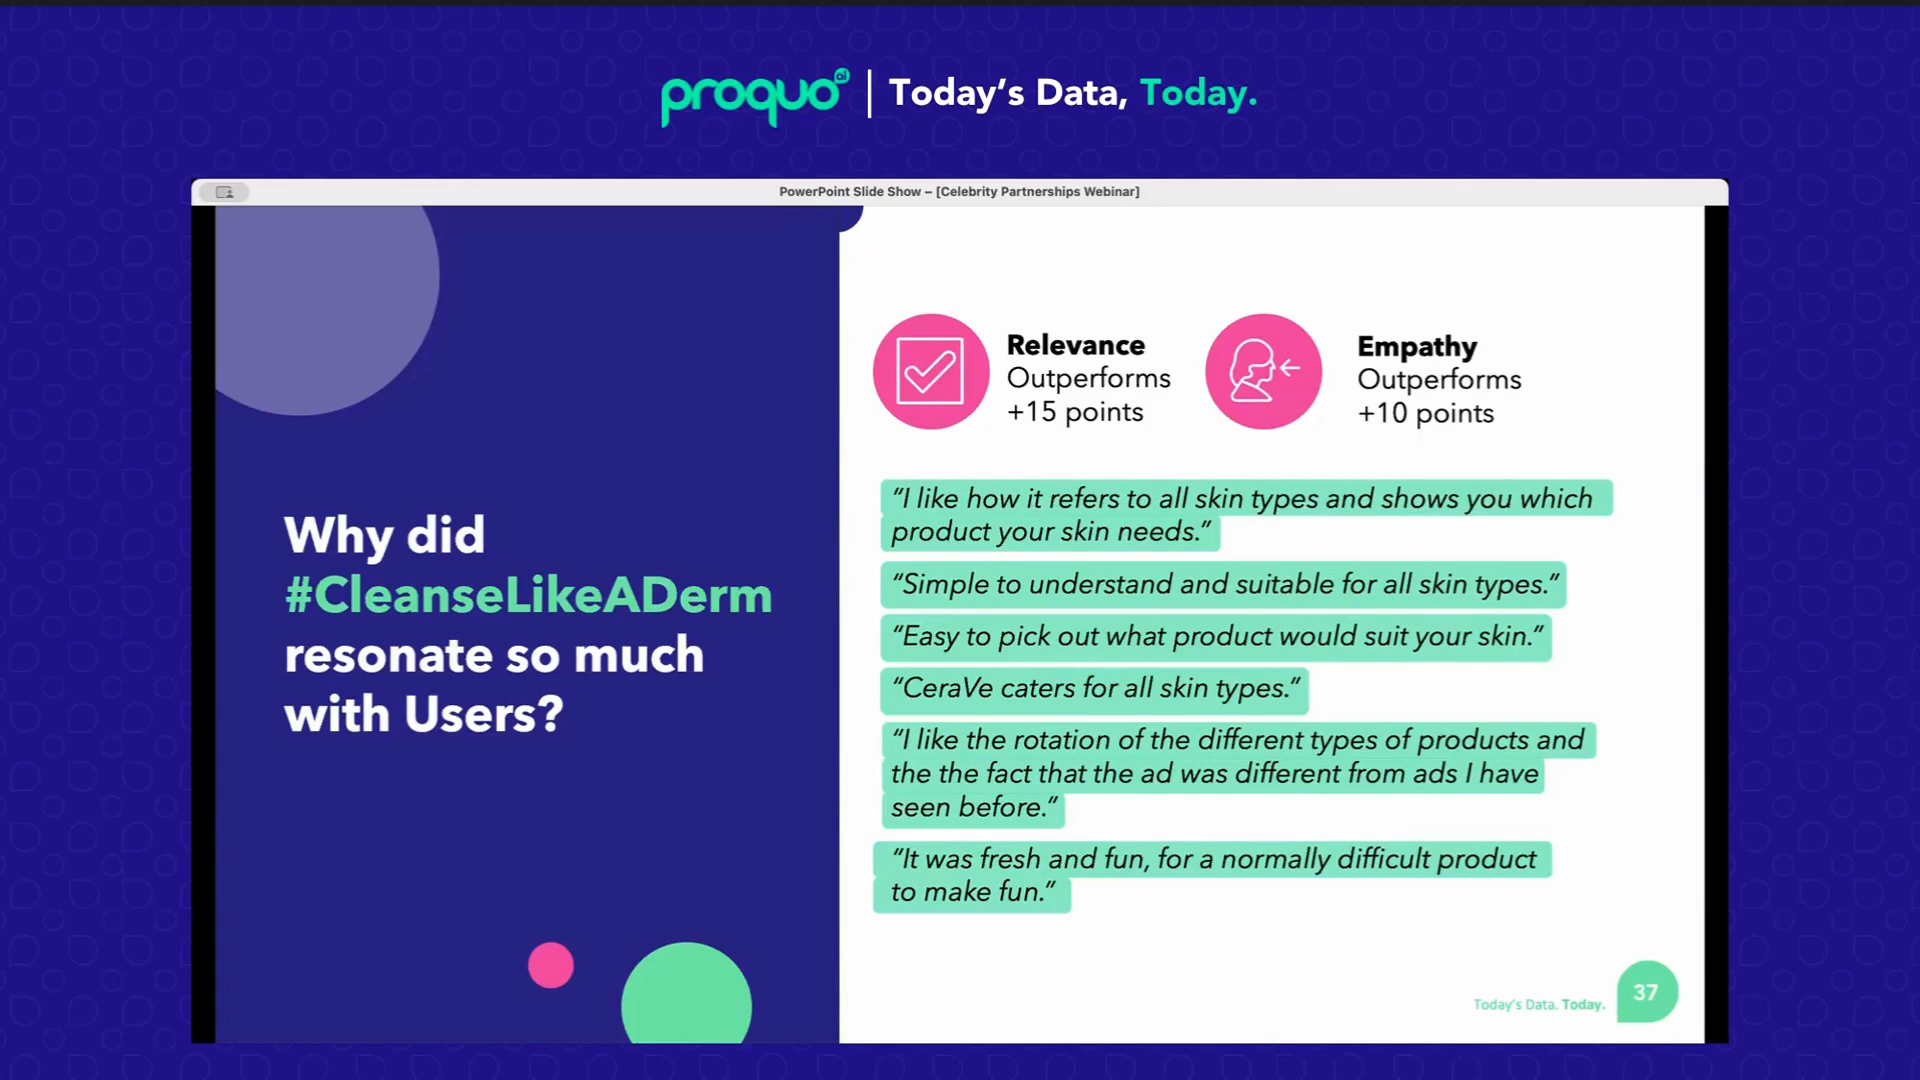 proquo ai | Today's Data, Today.
PowerPoint Slide Show – [Celebrity Partnerships Webinar]
Why did
#CleanseLikeADerm
resonate so much
with Users?
Relevance
Outperforms
+15 points
Empathy
Outperforms
+10 points
“I like how it refers to all skin types and shows you which
product your skin needs.”
“Simple to understand and suitable for all skin types.”
“Easy to pick out what product would suit your skin.”
“CeraVe caters for all skin types.”
“I like the rotation of the different types of products and
the the fact that the ad was different from ads I have
seen before.”
“It was fresh and fun, for a normally difficult product
to make fun.”
Today's Data. Today.
37